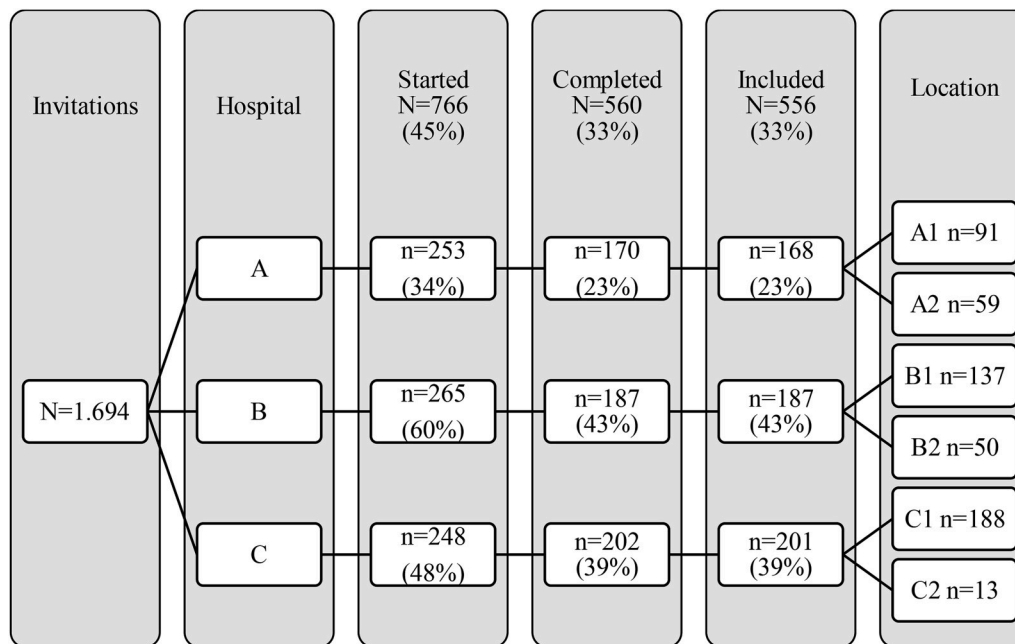 Invitations
Hospital
Started
N=766
(45%)
Completed
N=560
(33%)
Included
N=556
(33%)
Location
N=1.694
A
n=253
(34%)
n=170
(23%)
n=168
(23%)
A1 n=91
A2 n=59
B
n=265
(60%)
n=187
(43%)
n=187
(43%)
B1 n=137
B2 n=50
C
n=248
(48%)
n=202
(39%)
n=201
(39%)
C1 n=188
C2 n=13